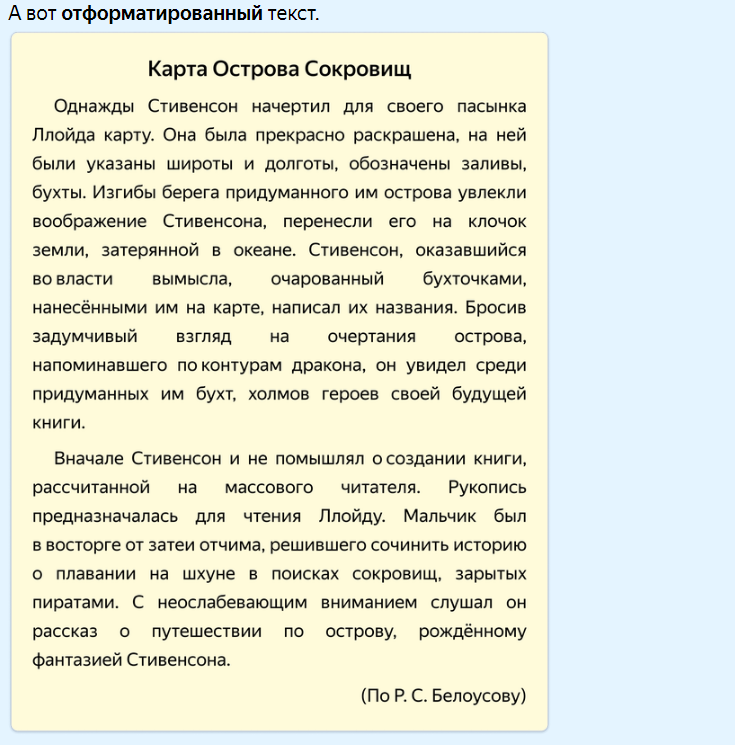 А вот отформатированный текст.
Карта Острова Сокровищ
Однажды Стивенсон начертил для своего пасынка
Ллойда карту. Она была прекрасно раскрашена, на ней
были указаны широты и долготы, обозначены заливы,
бухты. Изгибы берега придуманного им острова увлекли
воображение Стивенсона, перенесли его на клочок
земли, затерянной в океане. Стивенсон, оказавшийся
во власти вымысла, очарованный бухточками,
нанесёнными им на карте, написал их названия. Бросив
задумчивый взгляд на очертания острова,
напоминавшего по контурам дракона, он увидел среди
придуманных им бухт, холмов героев своей будущей
книги.
Вначале Стивенсон и не помышлял о создании книги,
рассчитанной на массового читателя. Рукопись
предназначалась для чтения Ллойду. Мальчик был
в восторге от затеи отчима, решившего сочинить историю
о плавании на шхуне в поисках сокровищ, зарытых
пиратами. С неослабевающим вниманием слушал он
рассказ о путешествии по острову, рождённому
фантазией Стивенсона.
(По Р. С. Белоусову)